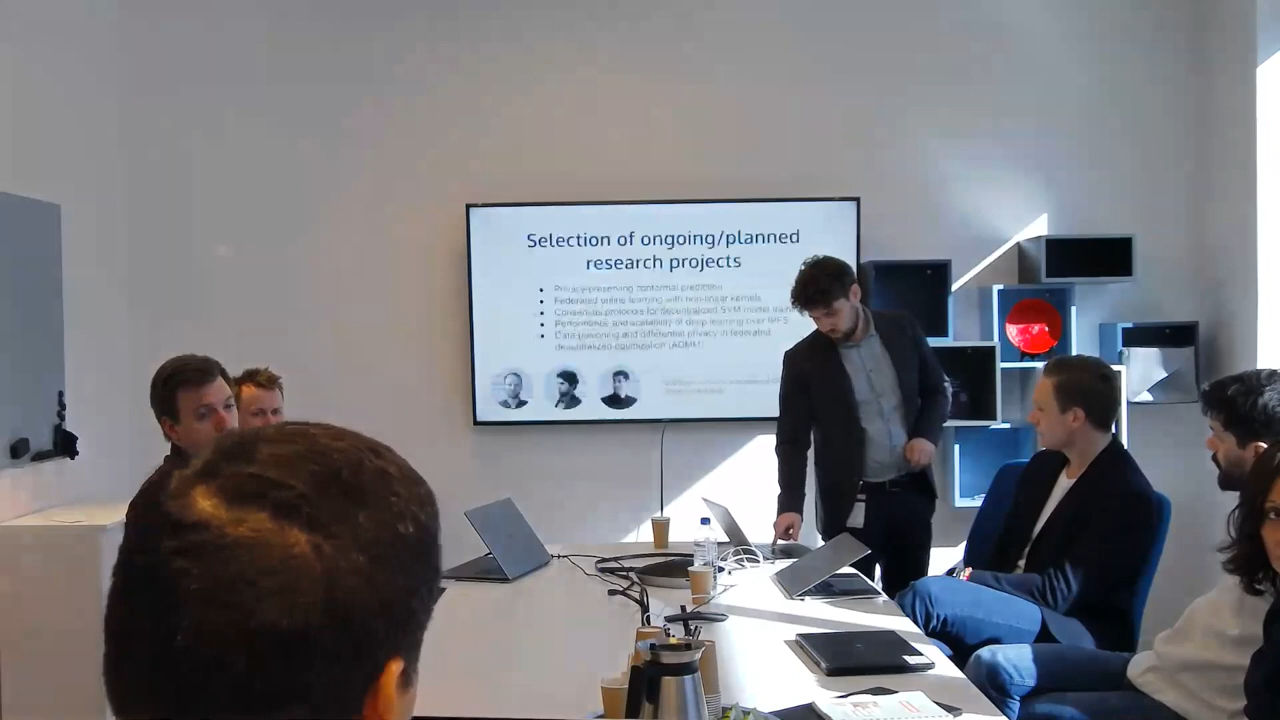 Selection of ongoing/planned
research projects
Privacy-preserving conformal prediction
Federated online learning with non-linear kernels
Consensus protocols for decentralized SVM model training
Performance and scalability of deep learning over IPFS
Data poisoning and differential privacy in federated
decentralized optimization (ADMM)